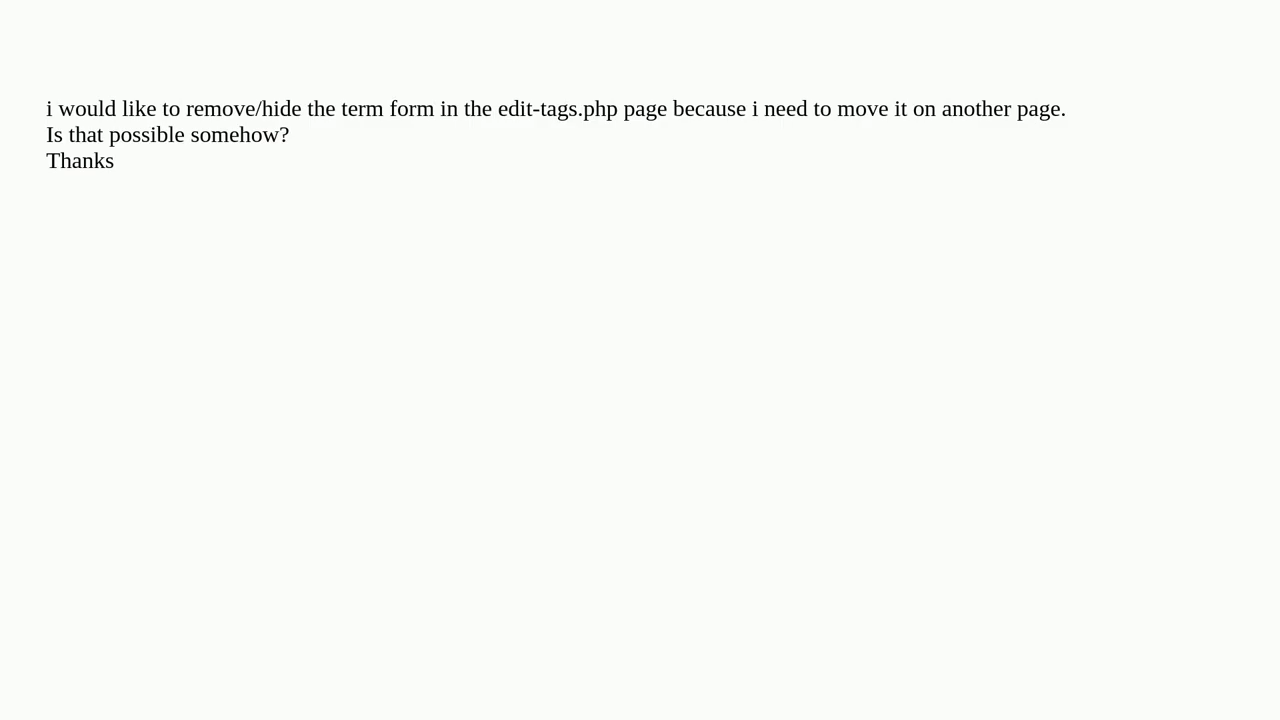 i would like to remove/hide the term form in the edit-tags.php page because i need to move it on another page.
Is that possible somehow?
Thanks